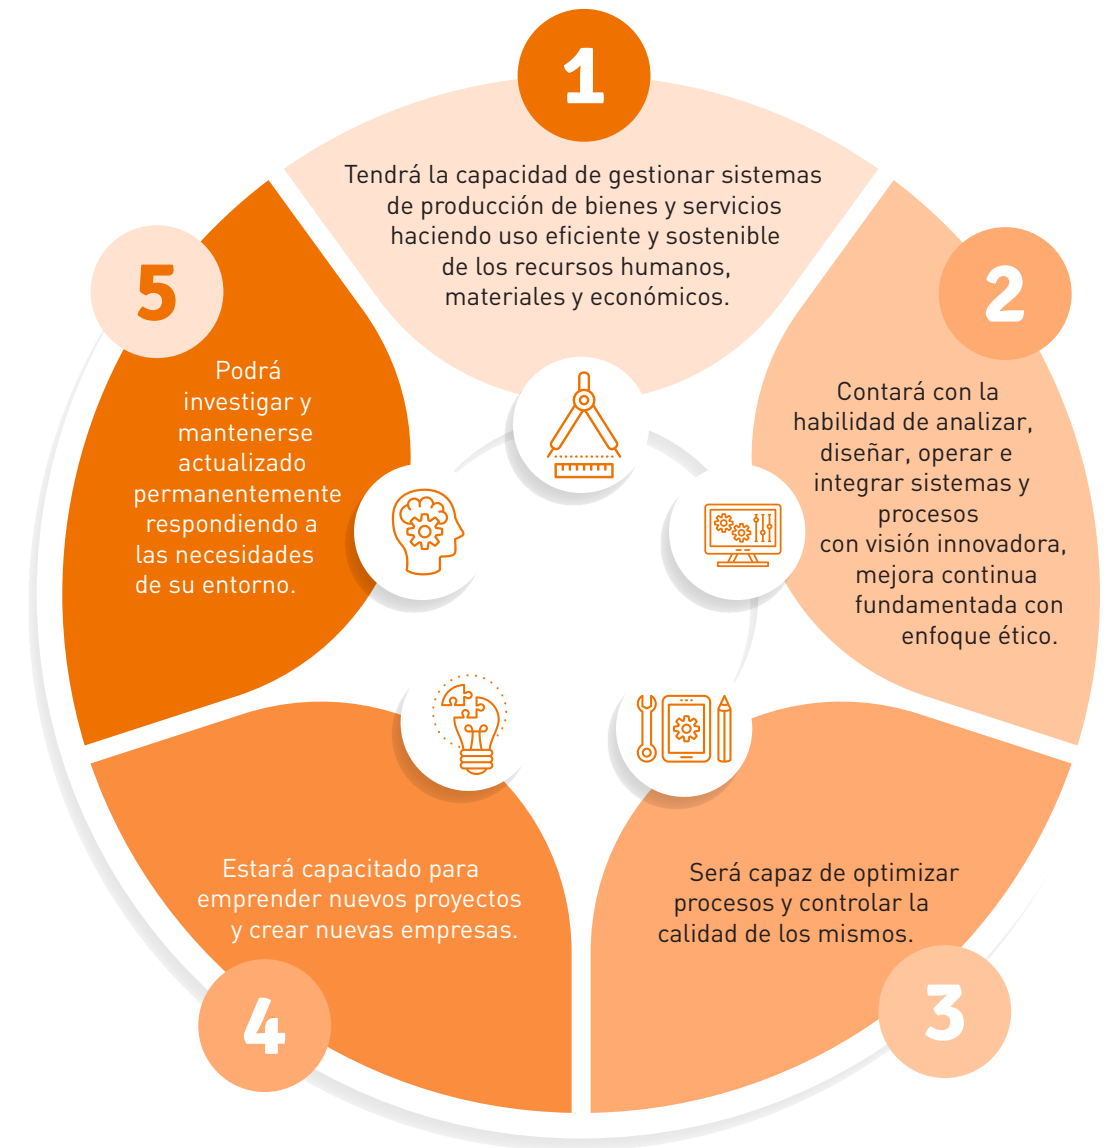 1
Tendrá la capacidad de gestionar sistemas
de producción de bienes y servicios
haciendo uso eficiente y sostenible
de los recursos humanos,
materiales y económicos.
2
Contará con la
habilidad de analizar,
diseñar, operar e
integrar sistemas y
procesos
con visión innovadora,
mejora continua
fundamentada con
enfoque ético.
3
Será capaz de optimizar
procesos y controlar la
calidad de los mismos.
4
Estará capacitado para
emprender nuevos proyectos
y crear nuevas empresas.
5
Podrá
investigar y
mantenerse
actualizado
permanentemente
respondiendo a
las necesidades
de su entorno.